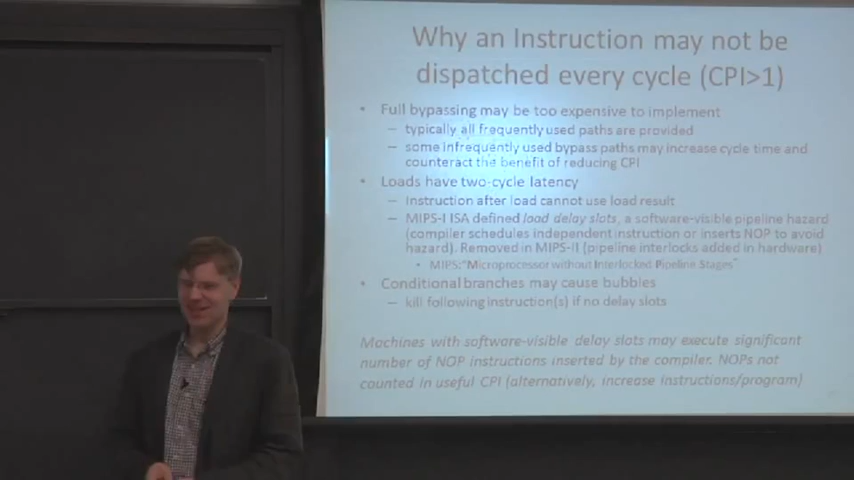 Why an Instruction may not be
dispatched every cycle (CPI>1)
• Full bypassing may be too expensive to implement
– typically all frequently used paths are provided
– some infrequently used bypass paths may increase cycle time and
counteract the benefit of reducing CPI
• Loads have two-cycle latency
– Instruction after load cannot use load result
– MIPS-I ISA defined load delay slots, a software-visible pipeline hazard
(compiler schedules independent instruction or inserts NOP to avoid
hazard). Removed in MIPS-II (pipeline interlocks added in hardware)
• MIPS:"Microprocessor without Interlocked Pipeline Stages"
• Conditional branches may cause bubbles
– kill following instruction(s) if no delay slots
Machines with software-visible delay slots may execute significant
number of NOP instructions inserted by the compiler. NOPs not
counted in useful CPI (alternatively, increase instructions/program)